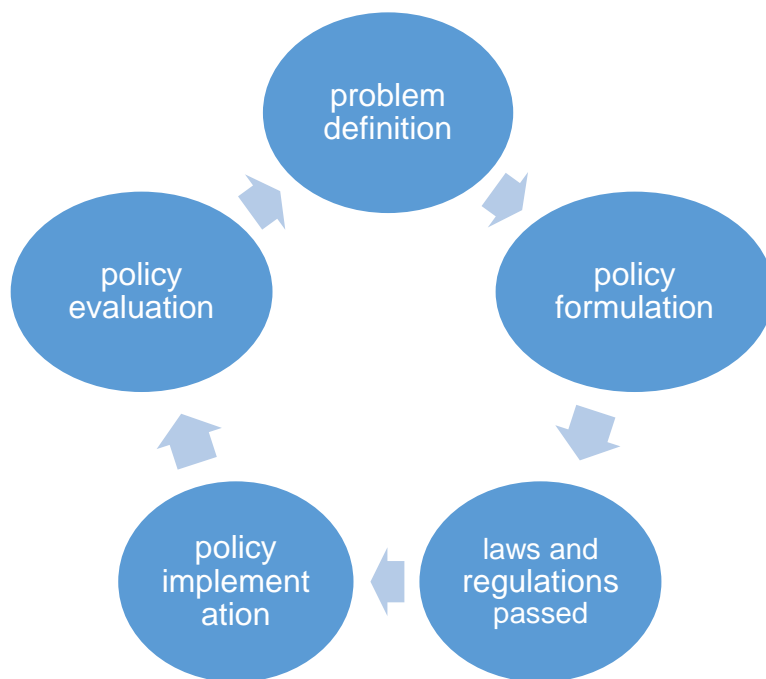 problem
definition
policy
formulation
laws and
regulations
passed
policy
implement
ation
policy
evaluation